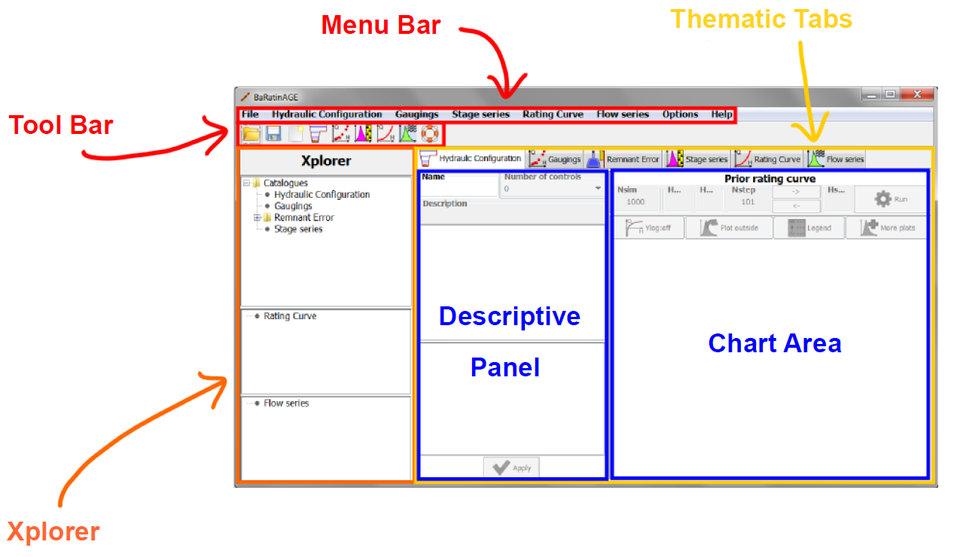 Thematic Tabs
Menu Bar
Tool Bar
BaRatinAGE
File Hydraulic Configuration Gaugings Stage series Rating Curve Flow series Options Help
Xplorer
Hydraulic Configuration Gaugings Remnant Error Stage series Rating Curve Flow series
Catalogues
Hydraulic Configuration
Gaugings
Remnant Error
Stage series
Rating Curve
Flow series
Name Number of controls
0
Description
Descriptive
Panel
Apply
Prior rating curve
Nsim H... H... Nstep -> Hs...
1000 101 <-
Run
Ylog:off Plot outside Legend More plots
Chart Area
Xplorer